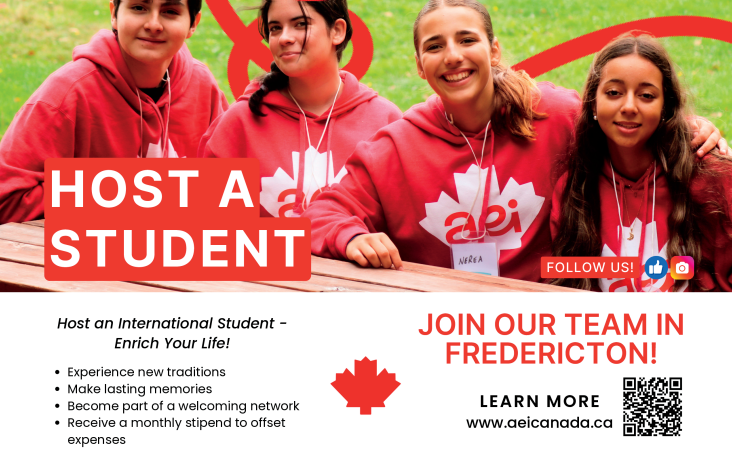 aei
aei
NEREA
aei
HOST A
STUDENT
FOLLOW US!
Host an International Student -
Enrich Your Life!
• Experience new traditions
• Make lasting memories
• Become part of a welcoming network
• Receive a monthly stipend to offset
expenses
JOIN OUR TEAM IN
FREDERICTON!
LEARN MORE
www.aeicanada.ca